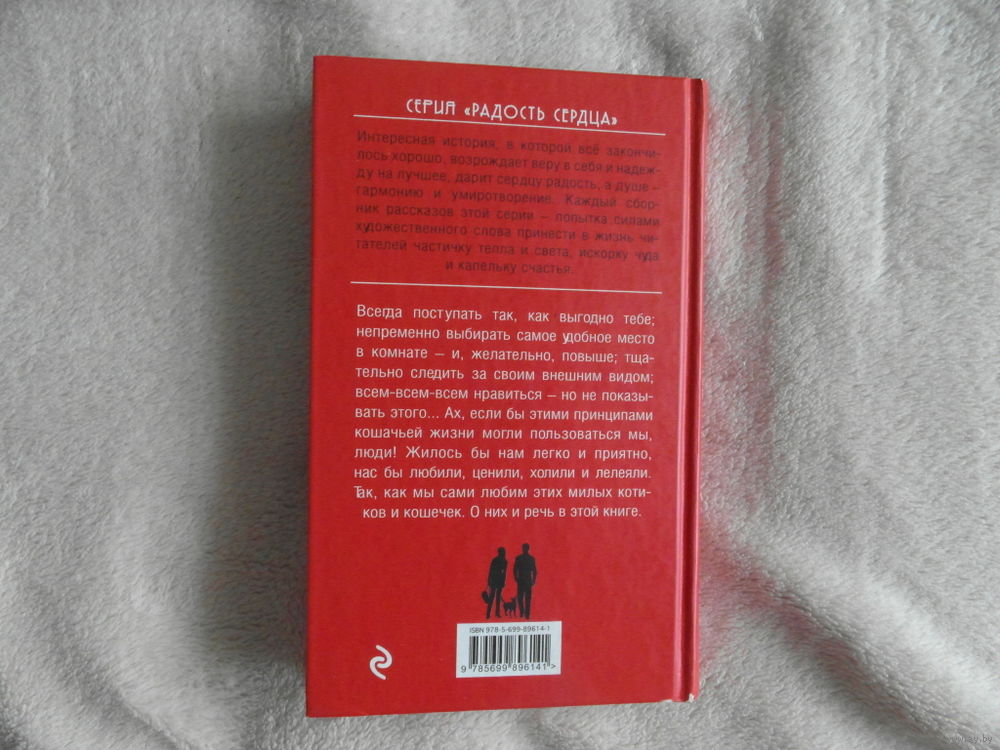 СЕРИЯ «РАДОСТЬ СЕРДЦА»
Интересная история, в которой всё закончи-
лось хорошо, возрождает веру в себя и надеж-
ду на лучшее, дарит сердцу радость, а душе –
гармонию и умиротворение. Каждый сбор-
ник рассказов этой серии – попытка силами
художественного слова принести в жизнь чи-
тателей частичку тепла и света, искорку чуда
и капельку счастья.
Всегда поступать так, как выгодно тебе;
непременно выбирать самое удобное место
в комнате – и, желательно, повыше; тща-
тельно следить за своим внешним видом;
всем-всем-всем нравиться – но не показы-
вать этого... Ах, если бы этими принципами
кошачьей жизни могли пользоваться мы,
люди! Жилось бы нам легко и приятно,
нас бы любили, ценили, холили и лелеяли.
Так, как мы сами любим этих милых коти-
ков и кошечек. О них и речь в этой книге.
ISBN 978-5-699-89614-1
9 785699 896141 >
www.ay.by